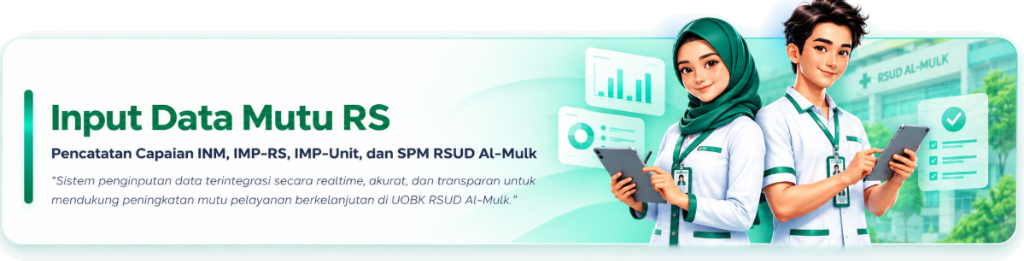 Input Data Mutu RS
Pencatatan Capaian INM, IMP-RS, IMP-Unit, dan SPM RSUD Al-Mulk
"Sistem penginputan data terintegrasi secara realtime, akurat, dan transparan untuk
mendukung peningkatan mutu pelayanan berkelanjutan di UOBK RSUD Al-Mulk."
RSUD AL-MULK